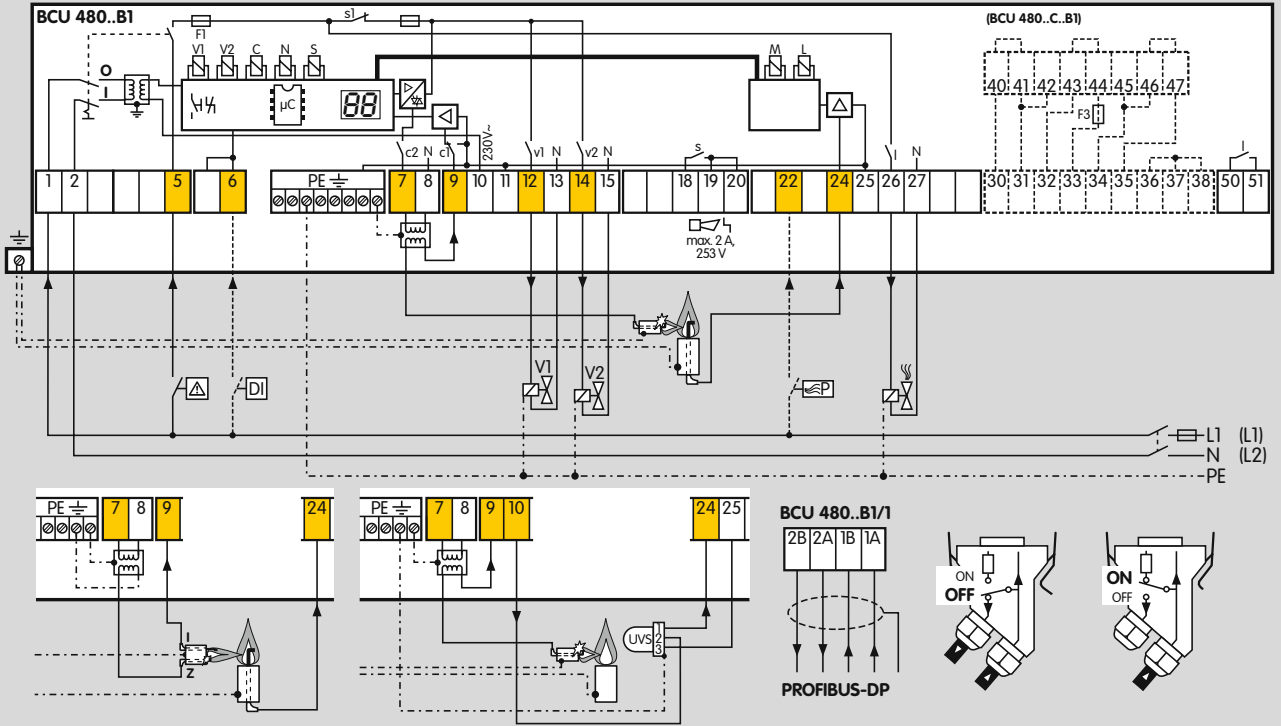 BCU 480..B1
(BCU 480..C..B1)
F1
s1
V1 V2 C N S
M L
O
I
µC
88
40 41 42 43 44 45 46 47
F3
c2 N c1 230V~ v1 N v2 N
s
l N
l
1 2 5 6 PE 7 8 9 10 11 12 13 14 15 18 19 20 22 24 25 26 27 30 31 32 33 34 35 36 37 38 50 51
max. 2 A,
253 V
V1
V2
DI
P
L1 (L1)
N (L2)
PE
PE 7 8 9 24
I
Z
PE 7 8 9 10 24 25
UVS
1
2
3
BCU 480..B1/1
2B 2A 1B 1A
PROFIBUS-DP
ON
OFF
ON
OFF